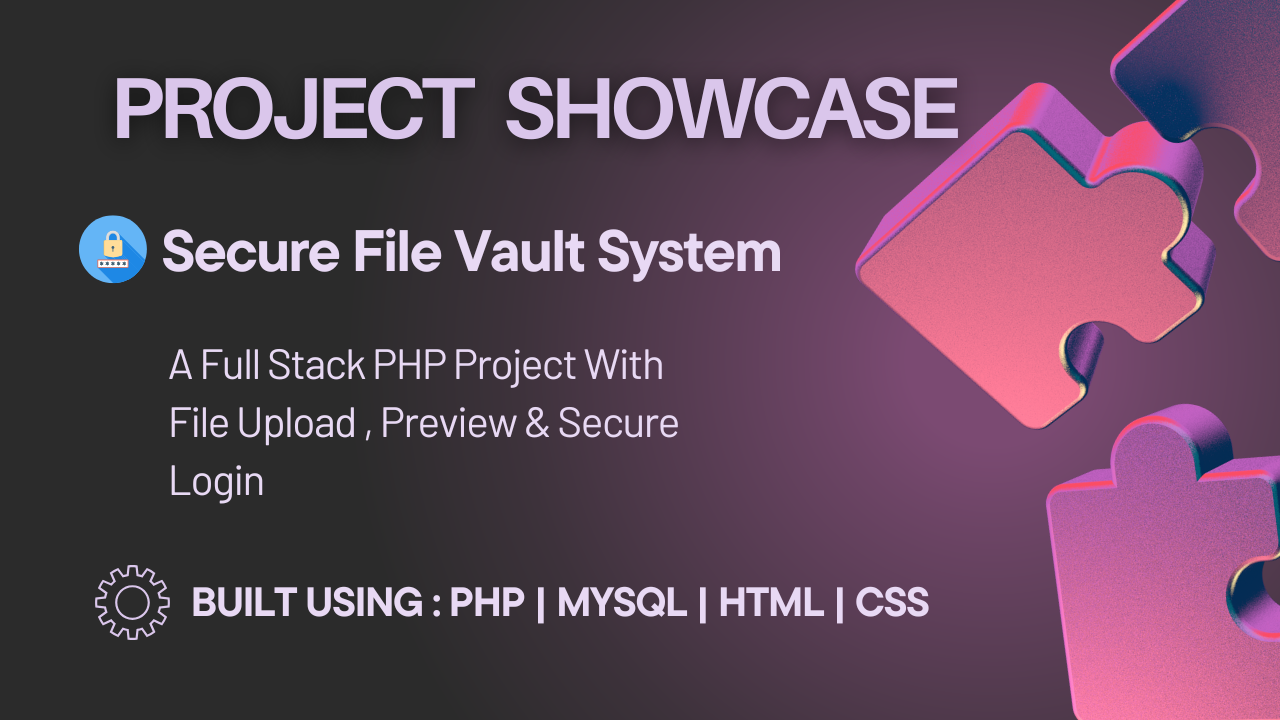 PROJECT SHOWCASE
Secure File Vault System
A Full Stack PHP Project With
File Upload , Preview & Secure
Login
BUILT USING : PHP | MYSQL | HTML | CSS